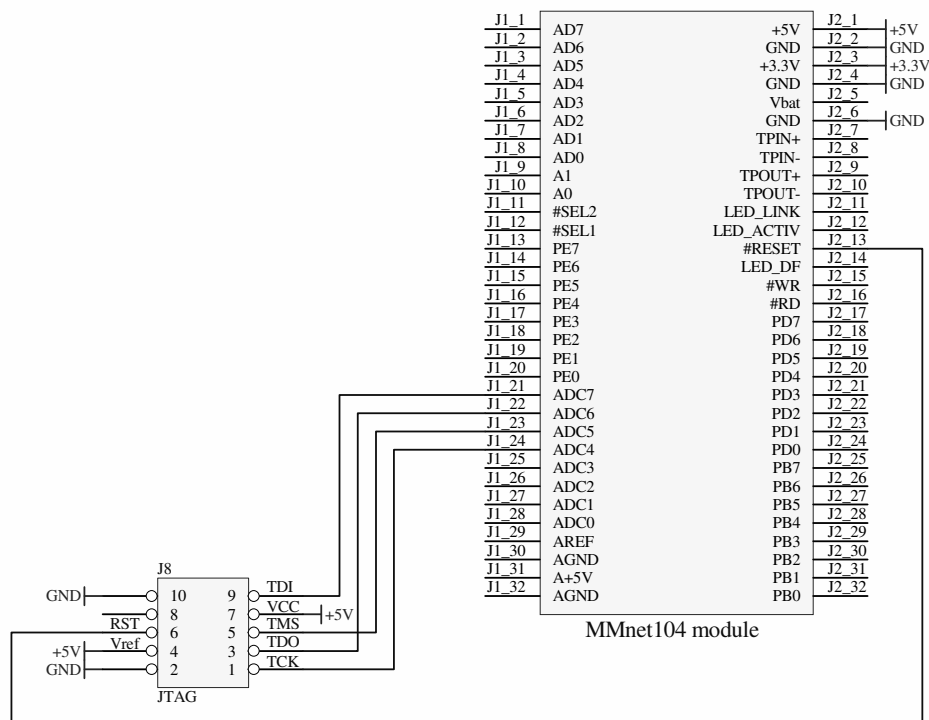 J1_1 AD7 +5V J2_1 +5V
J1_2 AD6 GND J2_2 GND
J1_3 AD5 +3.3V J2_3 +3.3V
J1_4 AD4 GND J2_4 GND
J1_5 AD3 Vbat J2_5
J1_6 AD2 GND J2_6 GND
J1_7 AD1 TPIN+ J2_7
J1_8 AD0 TPIN- J2_8
J1_9 A1 TPOUT+ J2_9
J1_10 A0 TPOUT- J2_10
J1_11 #SEL2 LED_LINK J2_11
J1_12 #SEL1 LED_ACTIV J2_12
J1_13 PE7 #RESET J2_13
J1_14 PE6 LED_DF J2_14
J1_15 PE5 #WR J2_15
J1_16 PE4 #RD J2_16
J1_17 PE3 PD7 J2_17
J1_18 PE2 PD6 J2_18
J1_19 PE1 PD5 J2_19
J1_20 PE0 PD4 J2_20
J1_21 ADC7 PD3 J2_21
J1_22 ADC6 PD2 J2_22
J1_23 ADC5 PD1 J2_23
J1_24 ADC4 PD0 J2_24
J1_25 ADC3 PB7 J2_25
J1_26 ADC2 PB6 J2_26
J1_27 ADC1 PB5 J2_27
J1_28 ADC0 PB4 J2_28
J1_29 AREF PB3 J2_29
J1_30 AGND PB2 J2_30
J1_31 A+5V PB1 J2_31
J1_32 AGND PB0 J2_32
MMnet104 module
J8
GND 10 9 TDI
8 7 VCC +5V
RST 6 5 TMS
+5V Vref 4 3 TDO
GND 2 1 TCK
JTAG